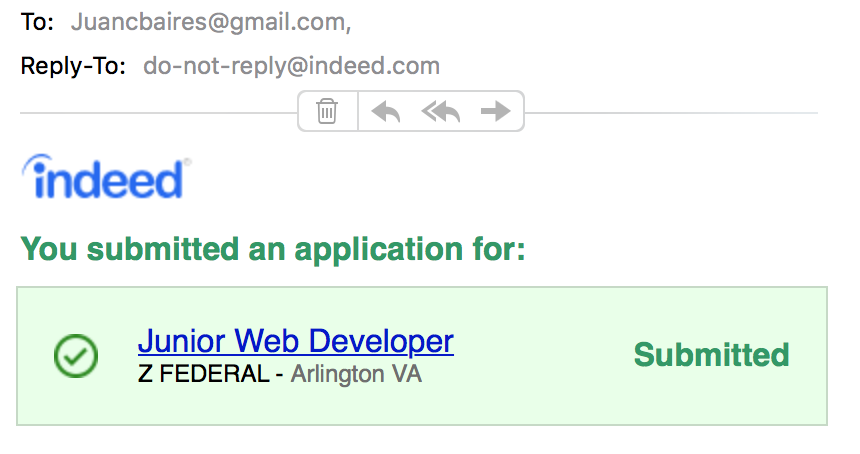 To: Juancbaires@gmail.com,
Reply-To: do-not-reply@indeed.com
indeed®
You submitted an application for:
Junior Web Developer
Z FEDERAL - Arlington VA
Submitted